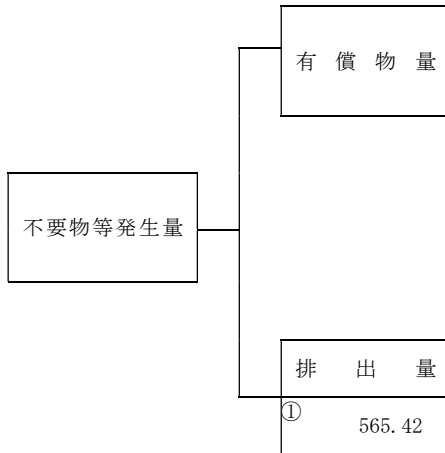 有償物量
不要物等発生量
排出量
①
565.42